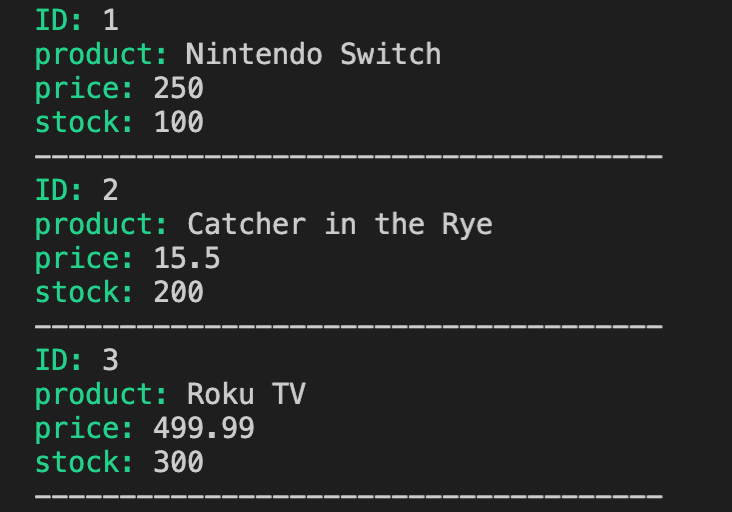 ID: 1
product: Nintendo Switch
price: 250
stock: 100
-------------------------------------
ID: 2
product: Catcher in the Rye
price: 15.5
stock: 200
-------------------------------------
ID: 3
product: Roku TV
price: 499.99
stock: 300
-------------------------------------